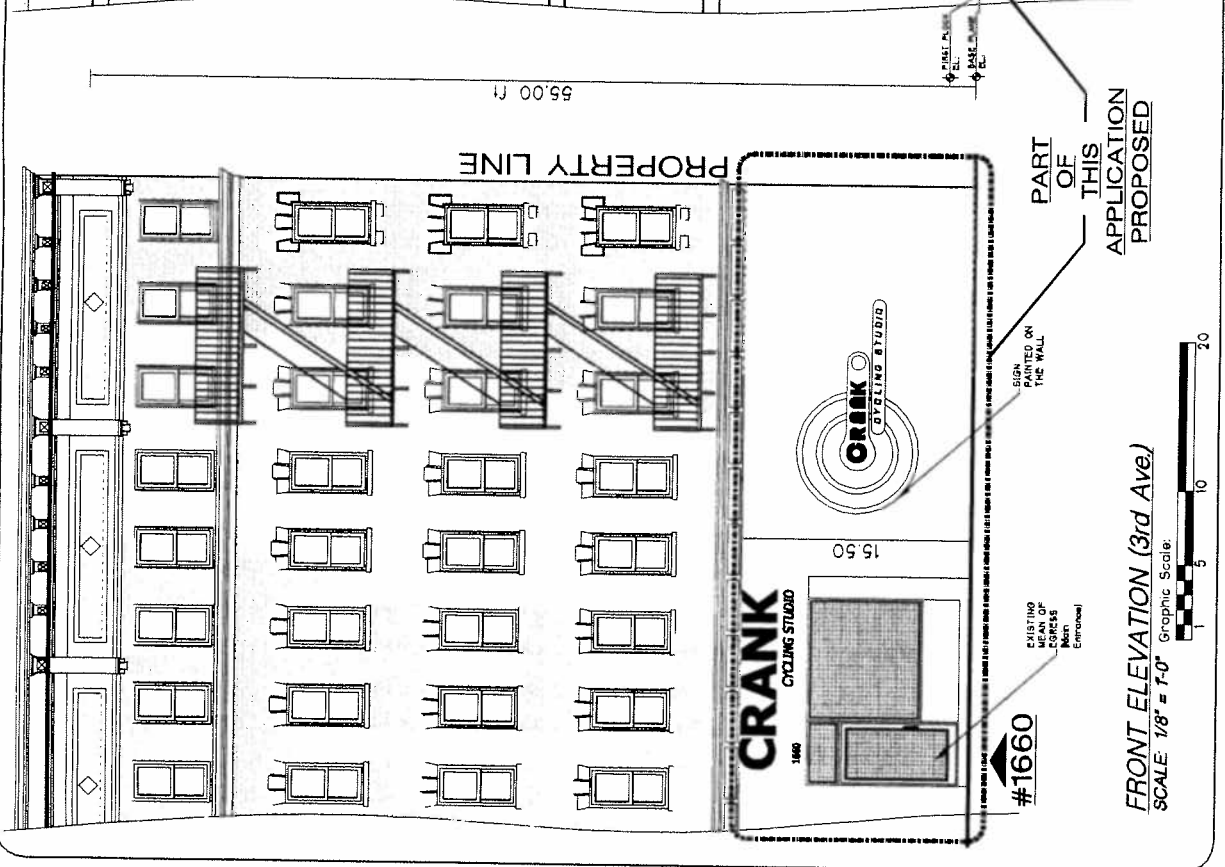 FIRST FLOOR
EL.
BASE PLANE
EL.
55.00 ft
PROPERTY LINE
PART
OF
THIS
APPLICATION
PROPOSED
CRANK
CYCLING STUDIO
SIGN
PAINTED ON
THE WALL
15.50
CRANK
CYCLING STUDIO
1660
EXISTING
MEAN OF
EGRESS
Main
Entrance)
#1660
FRONT ELEVATION (3rd Ave.)
SCALE: 1/8" = 1'-0" Graphic Scale:
1 5 10 20